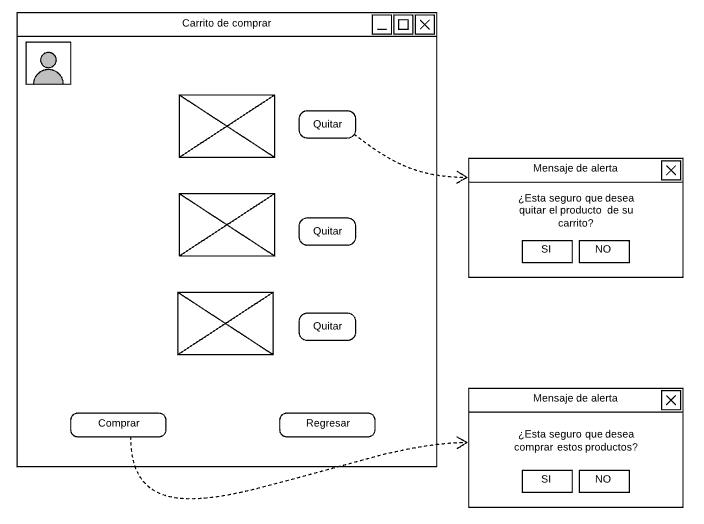 Carrito de comprar
Quitar
Mensaje de alerta
¿Esta seguro que desea
quitar el producto de su
carrito?
SI
NO
Quitar
Quitar
Comprar
Regresar
Mensaje de alerta
¿Esta seguro que desea
comprar estos productos?
SI
NO